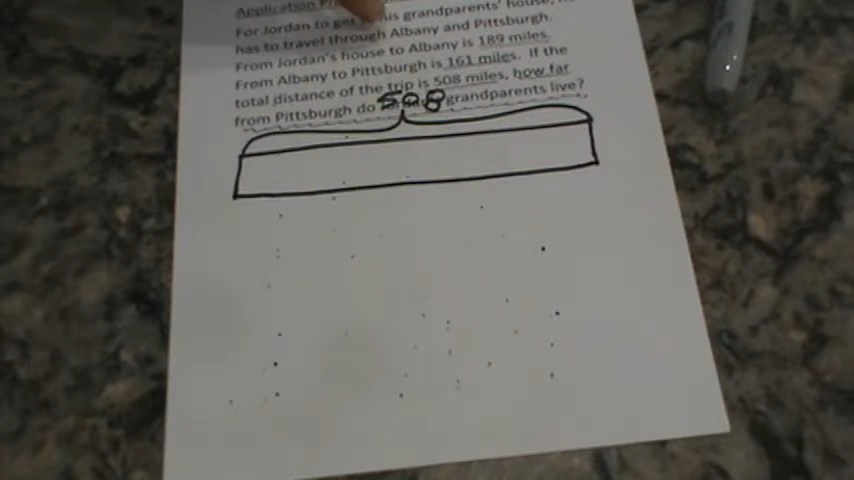 Application
For Jordan to get his grandparents' house,
has to travel through Albany and Pittsburgh.
From Jordan's house to Albany is 189 miles.
From Albany to Pittsburgh is 161 miles. If the
total distance of the trip is 508 miles, how far
from Pittsburgh do grandparents live?
508